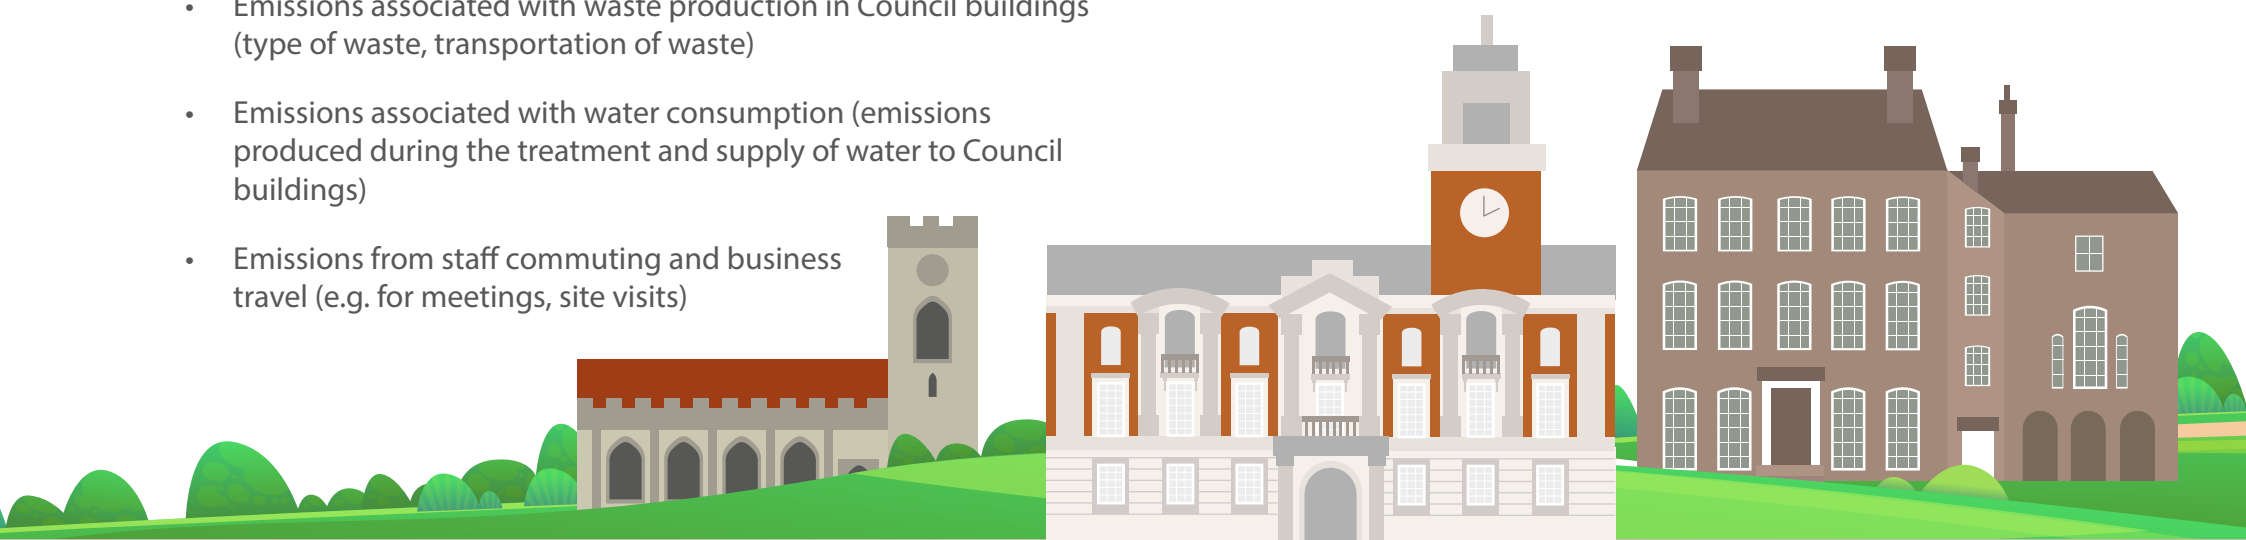 • Emissions associated with waste production in Council buildings
(type of waste, transportation of waste)
• Emissions associated with water consumption (emissions
produced during the treatment and supply of water to Council
buildings)
• Emissions from staff commuting and business
travel (e.g. for meetings, site visits)